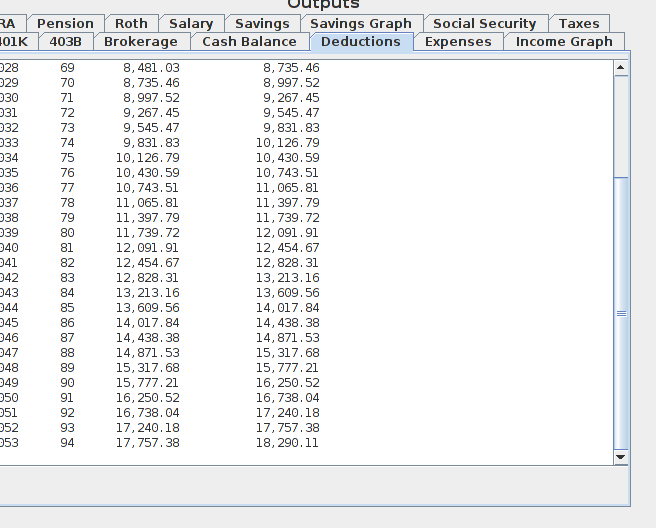 Outputs
RA Pension Roth Salary Savings Savings Graph Social Security Taxes
401K 403B Brokerage Cash Balance Deductions Expenses Income Graph
028 69 8,481.03 8,735.46
029 70 8,735.46 8,997.52
030 71 8,997.52 9,267.45
031 72 9,267.45 9,545.47
032 73 9,545.47 9,831.83
033 74 9,831.83 10,126.79
034 75 10,126.79 10,430.59
035 76 10,430.59 10,743.51
036 77 10,743.51 11,065.81
037 78 11,065.81 11,397.79
038 79 11,397.79 11,739.72
039 80 11,739.72 12,091.91
040 81 12,091.91 12,454.67
041 82 12,454.67 12,828.31
042 83 12,828.31 13,213.16
043 84 13,213.16 13,609.56
044 85 13,609.56 14,017.84
045 86 14,017.84 14,438.38
046 87 14,438.38 14,871.53
047 88 14,871.53 15,317.68
048 89 15,317.68 15,777.21
049 90 15,777.21 16,250.52
050 91 16,250.52 16,738.04
051 92 16,738.04 17,240.18
052 93 17,240.18 17,757.38
053 94 17,757.38 18,290.11